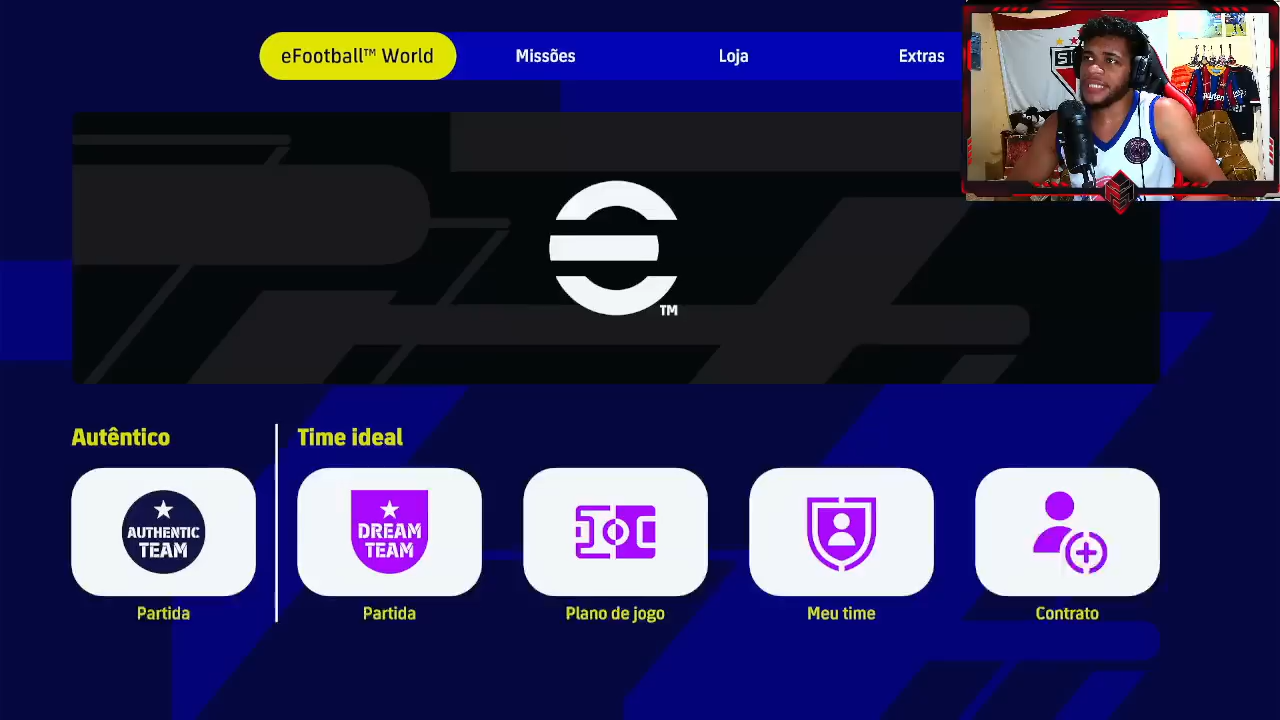 eFootball™ World
Missões
Loja
Extras
TM
Autêntico
Time ideal
AUTHENTIC
TEAM
DREAM
TEAM
Partida
Partida
Plano de jogo
Meu time
Contrato